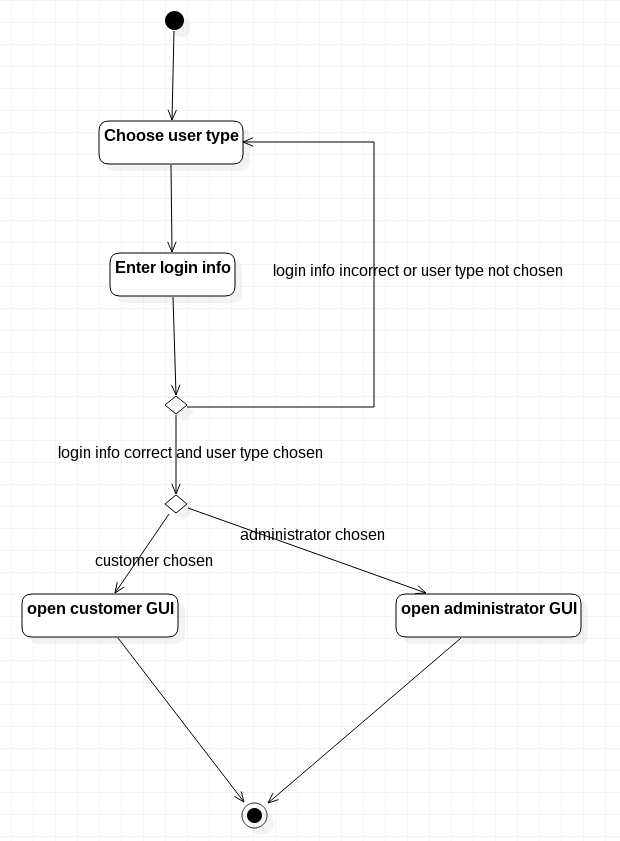 Choose user type
Enter login info
login info incorrect or user type not chosen
login info correct and user type chosen
administrator chosen
customer chosen
open customer GUI
open administrator GUI